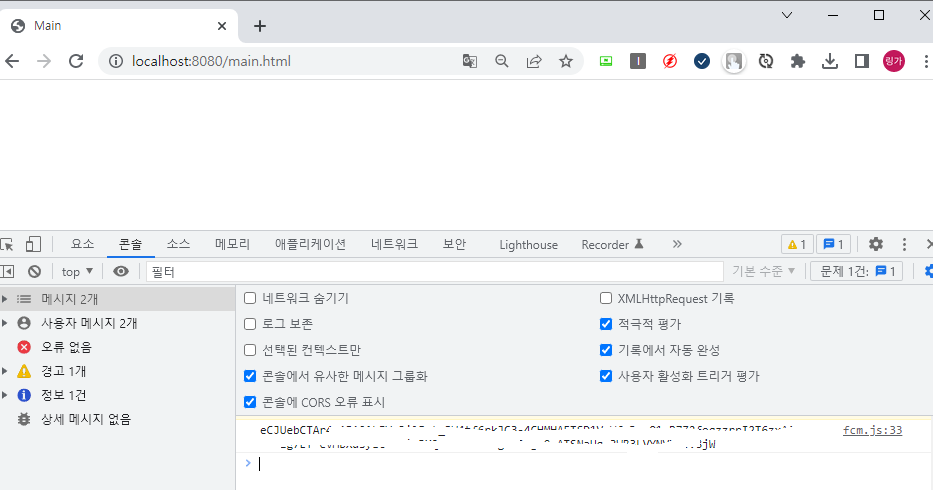 Main
localhost:8080/main.html
링가
요소 콘솔 소스 메모리 애플리케이션 네트워크 보안 Lighthouse Recorder 1 1
top 필터 기본 수준 문제 1건: 1
메시지 2개 네트워크 숨기기 XMLHttpRequest 기록
사용자 메시지 2개 로그 보존 적극적 평가
오류 없음 선택된 컨텍스트만 기록에서 자동 완성
경고 1개 콘솔에서 유사한 메시지 그룹화 사용자 활성화 트리거 평가
정보 1건 콘솔에 CORS 오류 표시
상세 메시지 없음
fcm.js:33